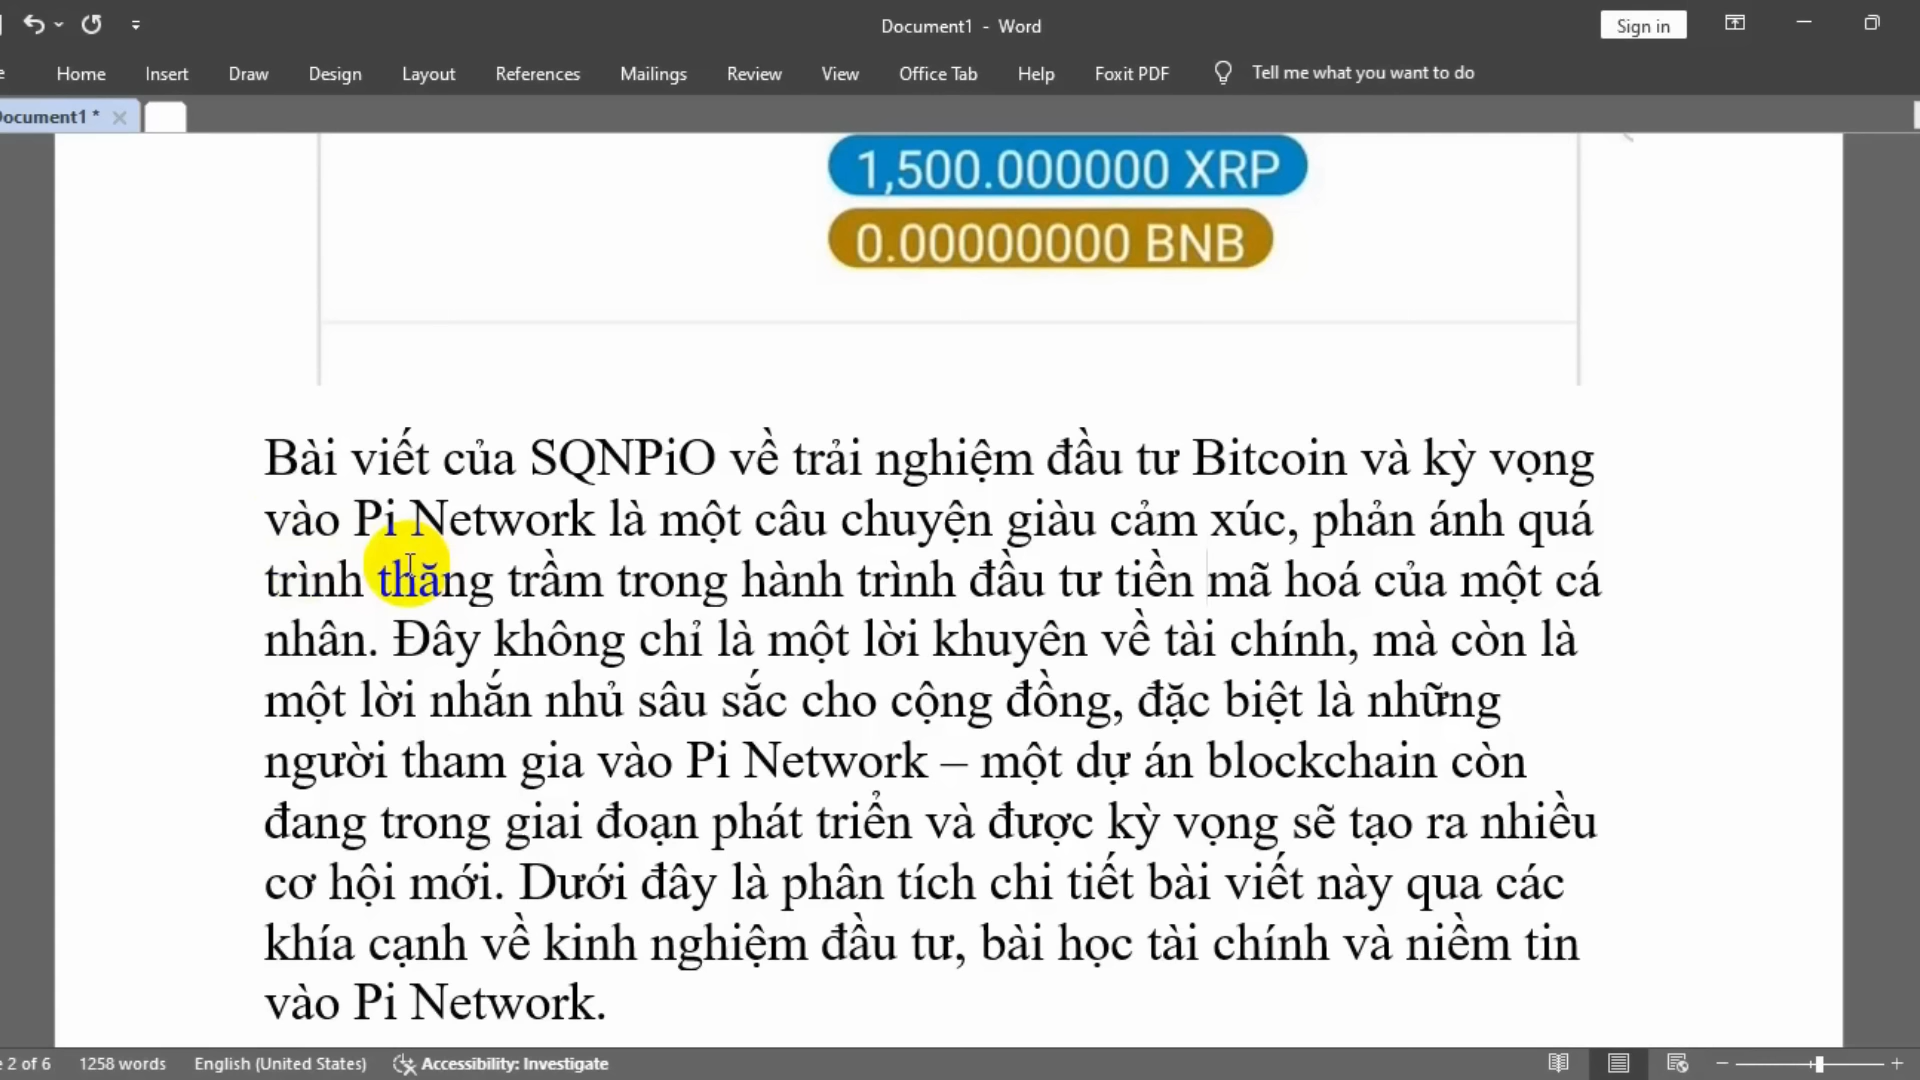 Document1 - Word
Sign in
Home Insert Draw Design Layout References Mailings Review View Office Tab Help Foxit PDF Tell me what you want to do
Document1 *
1,500.000000 XRP
0.00000000 BNB
Bài viết của SQNPiO về trải nghiệm đầu tư Bitcoin và kỳ vọng
vào Pi Network là một câu chuyện giàu cảm xúc, phản ánh quá
trình thăng trầm trong hành trình đầu tư tiền mã hoá của một cá
nhân. Đây không chỉ là một lời khuyên về tài chính, mà còn là
một lời nhắn nhủ sâu sắc cho cộng đồng, đặc biệt là những
người tham gia vào Pi Network – một dự án blockchain còn
đang trong giai đoạn phát triển và được kỳ vọng sẽ tạo ra nhiều
cơ hội mới. Dưới đây là phân tích chi tiết bài viết này qua các
khía cạnh về kinh nghiệm đầu tư, bài học tài chính và niềm tin
vào Pi Network.
e 2 of 6 1258 words English (United States) Accessibility: Investigate